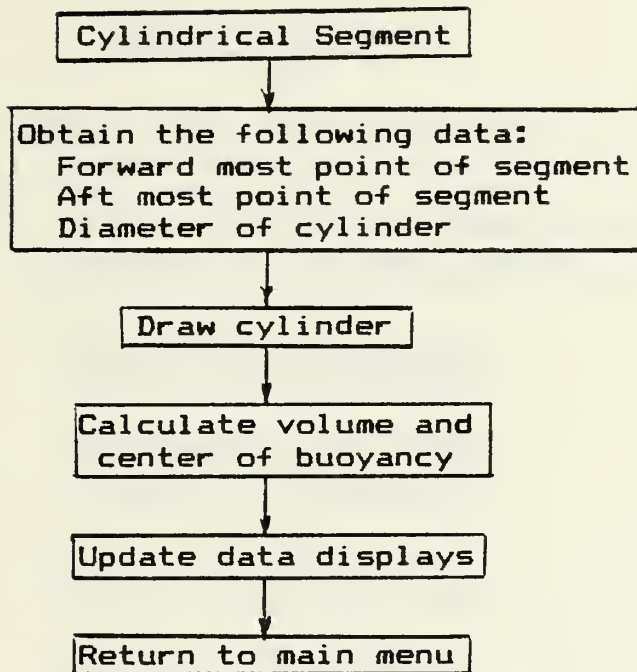 Cylindrical Segment
Obtain the following data:
Forward most point of segment
Aft most point of segment
Diameter of cylinder
Draw cylinder
Calculate volume and
center of buoyancy
Update data displays
Return to main menu